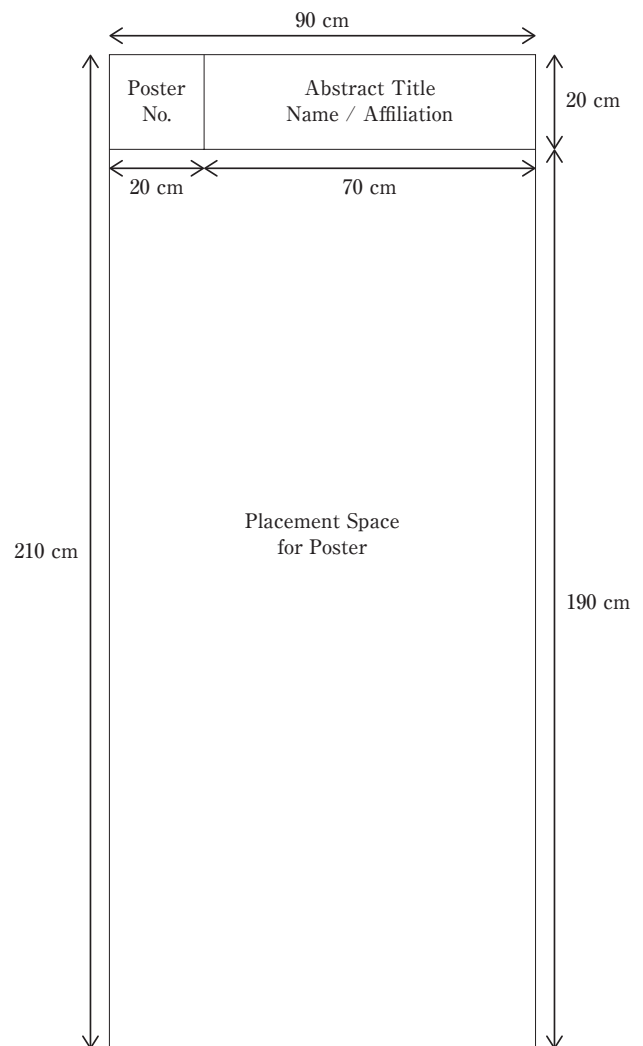 90 cm
Poster
No.
Abstract Title
Name / Affiliation
20 cm
20 cm
70 cm
Placement Space
for Poster
210 cm
190 cm